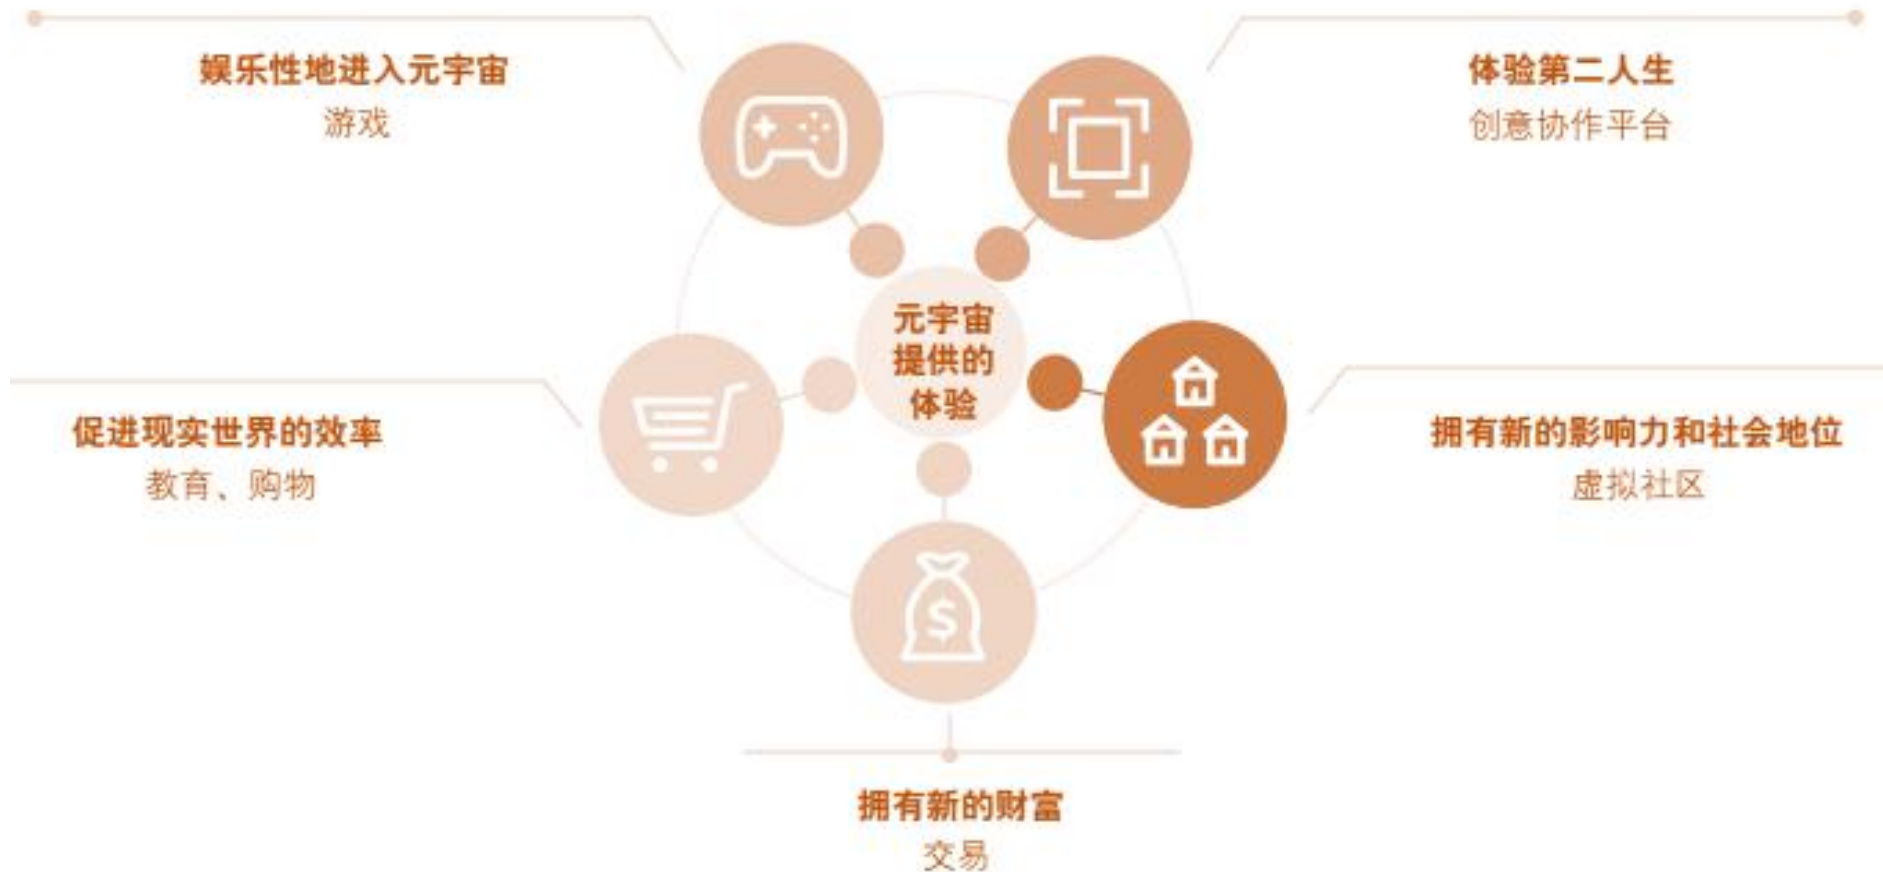 娱乐性地进入元宇宙
游戏
体验第二人生
创意协作平台
元宇宙
提供的
体验
促进现实世界的效率
教育、购物
拥有新的影响力和社会地位
虚拟社区
$
拥有新的财富
交易